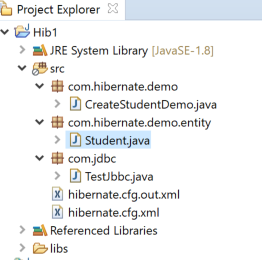 Project Explorer
Hib1
JRE System Library [JavaSE-1.8]
src
com.hibernate.demo
CreateStudentDemo.java
com.hibernate.demo.entity
Student.java
com.jdbc
TestJbbc.java
hibernate.cfg.out.xml
hibernate.cfg.xml
Referenced Libraries
libs